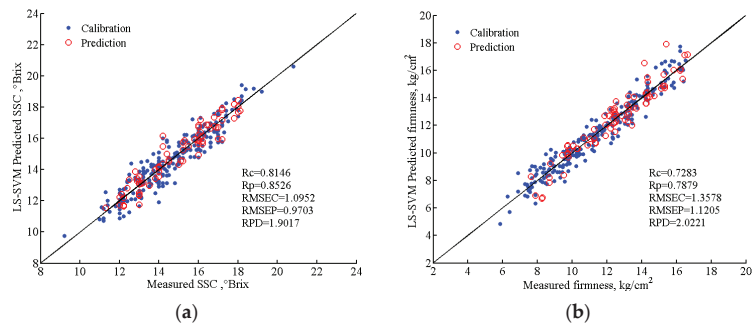 24
22
20
18
16
14
12
10
8
LS-SVM Predicted SSC ,°Brix
Calibration
Prediction
Rc=0.8146
Rp=0.8526
RMSEC=1.0952
RMSEP=0.9703
RPD=1.9017
8 10 12 14 16 18 20 22 24
Measured SSC ,°Brix
(a)
20
18
16
14
12
10
8
6
4
2
LS-SVM Predicted firmness, kg/cm²
Calibration
Prediction
Rc=0.7283
Rp=0.7879
RMSEC=1.3578
RMSEP=1.1205
RPD=2.0221
2 4 6 8 10 12 14 16 18 20
Measured firmness, kg/cm²
(b)